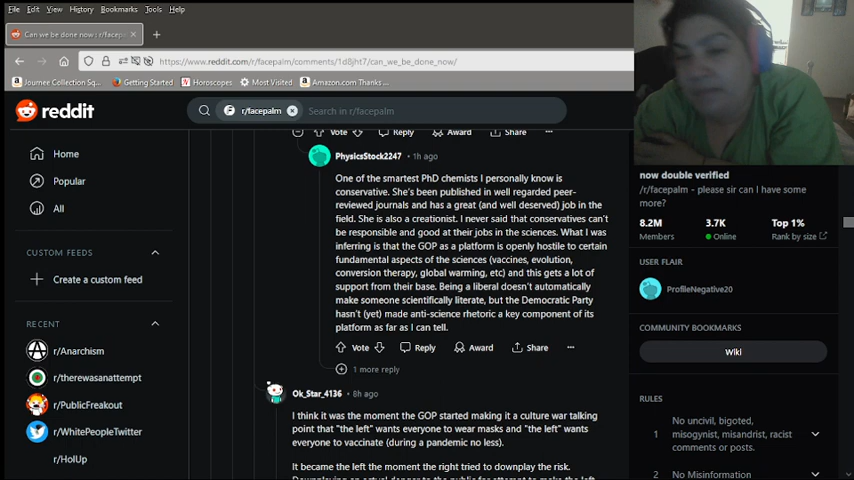 File Edit View History Bookmarks Tools Help
Can we be done now | r/facepa
https://www.reddit.com/r/facepalm/comments/1d8jht7/can_we_be_done_now/
Journee Collection Sq... Getting Started Horoscopes Most Visited Amazon.com Thanks ...
reddit
r/facepalm
Search in r/facepalm
Home
Popular
All
CUSTOM FEEDS
Create a custom feed
RECENT
r/Anarchism
r/therewasanattempt
r/PublicFreakout
r/WhitePeopleTwitter
r/HolUp
Vote Reply Award Share ...
PhysicsStock2247 • 1h ago
One of the smartest PhD chemists I personally know is
conservative. She's been published in well regarded peer-
reviewed journals and has a great (and well deserved) job in the
field. She is also a creationist. I never said that conservatives can't
be responsible and good at their jobs in the sciences. What I was
inferring is that the GOP as a platform is openly hostile to certain
fundamental aspects of the sciences (vaccines, evolution,
conversion therapy, global warming, etc) and this gets a lot of
support from their base. Being a liberal doesn't automatically
make someone scientifically literate, but the Democratic Party
hasn't (yet) made anti-science rhetoric a key component of its
platform as far as I can tell.
Vote Reply Award Share ...
1 more reply
Ok_Star_4136 • 8h ago
I think it was the moment the GOP started making it a culture war talking
point that "the left" wants everyone to wear masks and "the left" wants
everyone to vaccinate (during a pandemic no less).
It became the left the moment the right tried to downplay the risk.
now double verified
/r/facepalm - please sir can I have some
more?
8.2M 3.7K Top 1%
Members Online Rank by size
USER FLAIR
ProfileNegative20
COMMUNITY BOOKMARKS
Wiki
RULES
1 No uncivil, bigoted,
misogynist, misandrist, racist
comments or posts.
2 No Misinformation